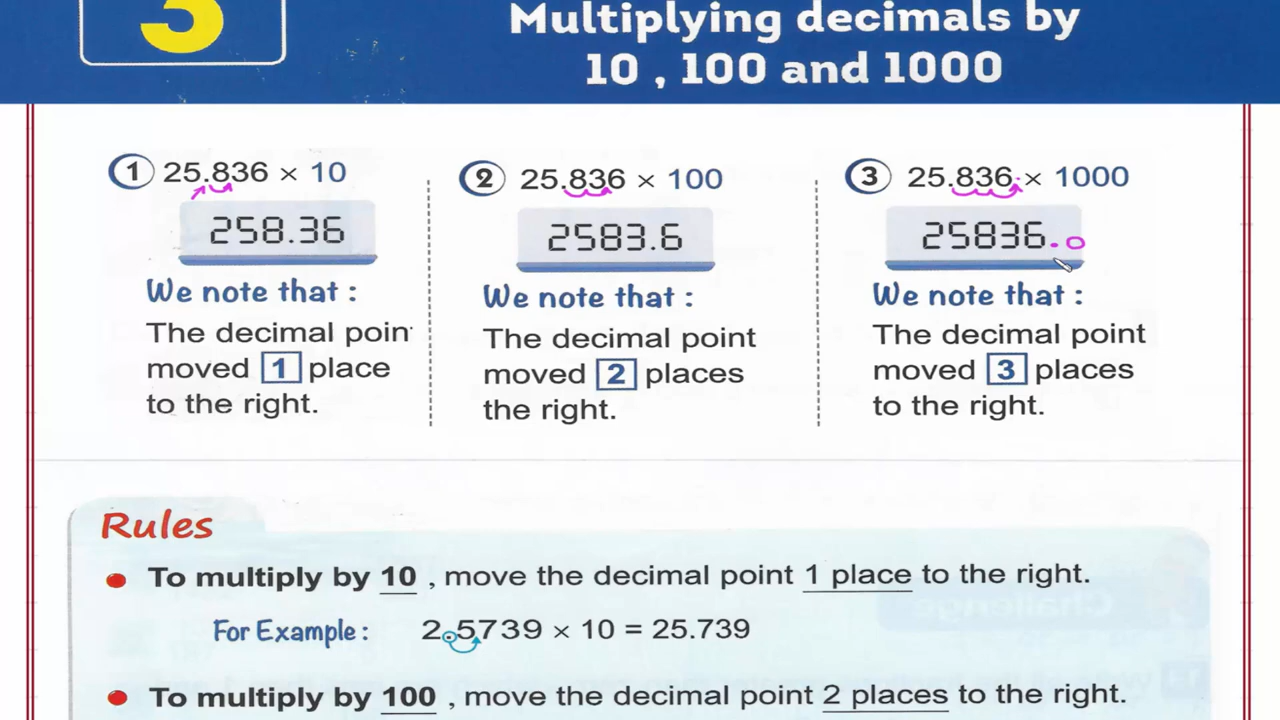 3
Multiplying decimals by
10 , 100 and 1000
1 25.836 × 10
258.36
We note that :
The decimal poin
moved 1 place
to the right.
2 25.836 × 100
2583.6
We note that :
The decimal point
moved 2 places
the right.
3 25.836 × 1000
25836.0
We note that :
The decimal point
moved 3 places
to the right.
Rules
• To multiply by 10 , move the decimal point 1 place to the right.
For Example : 2.5739 × 10 = 25.739
• To multiply by 100 , move the decimal point 2 places to the right.